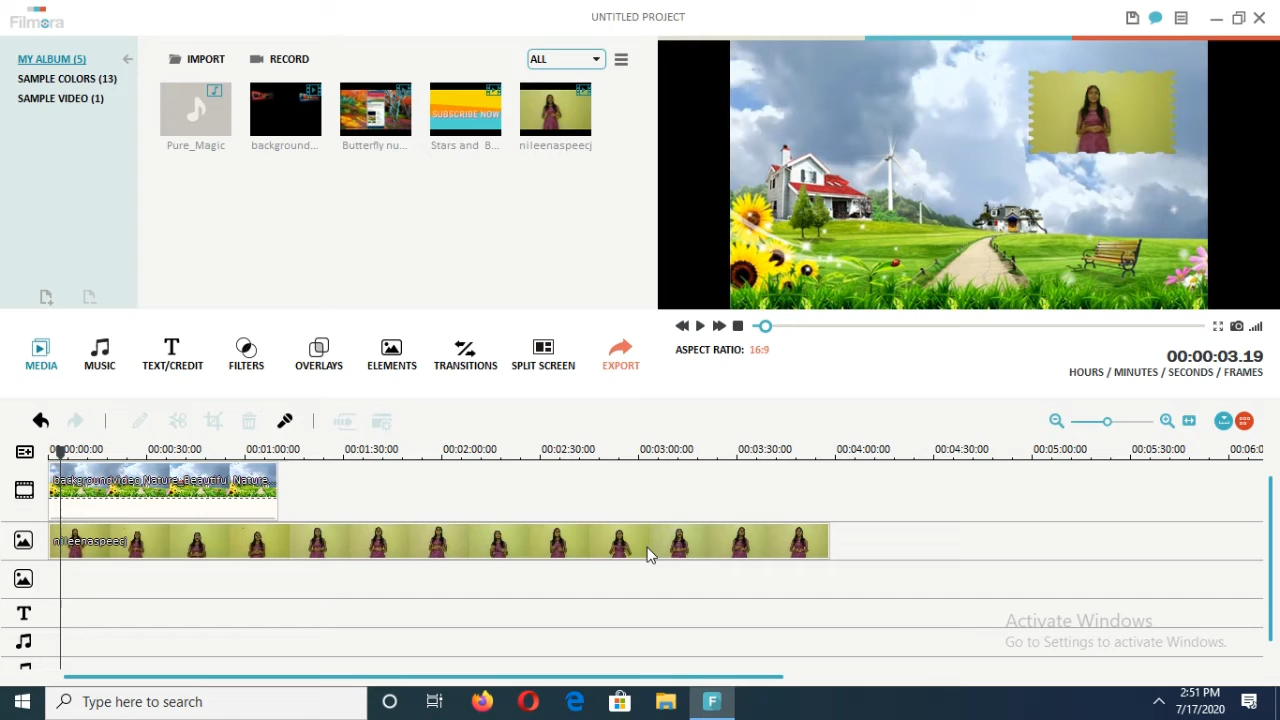 Filmora
UNTITLED PROJECT
MY ALBUM (5)
SAMPLE COLORS (13)
SAMPLE VIDEO (1)
IMPORT
RECORD
ALL
SUBSCRIBE NOW
Pure_Magic
background...
Butterfly nu...
Stars and B...
nileenaspeecj
MEDIA
MUSIC
TEXT/CREDIT
FILTERS
OVERLAYS
ELEMENTS
TRANSITIONS
SPLIT SCREEN
EXPORT
ASPECT RATIO: 16:9
00:00:03.19
HOURS / MINUTES / SECONDS / FRAMES
00:00:00:00 00:00:30:00 00:01:00:00 00:01:30:00 00:02:00:00 00:02:30:00 00:03:00:00 00:03:30:00 00:04:00:00 00:04:30:00 00:05:00:00 00:05:30:00 00:06:0
Background Video Nature_Beautiful_Nature
nileenaspeecj
T
Activate Windows
Go to Settings to activate Windows.
Type here to search
F
2:51 PM
7/17/2020